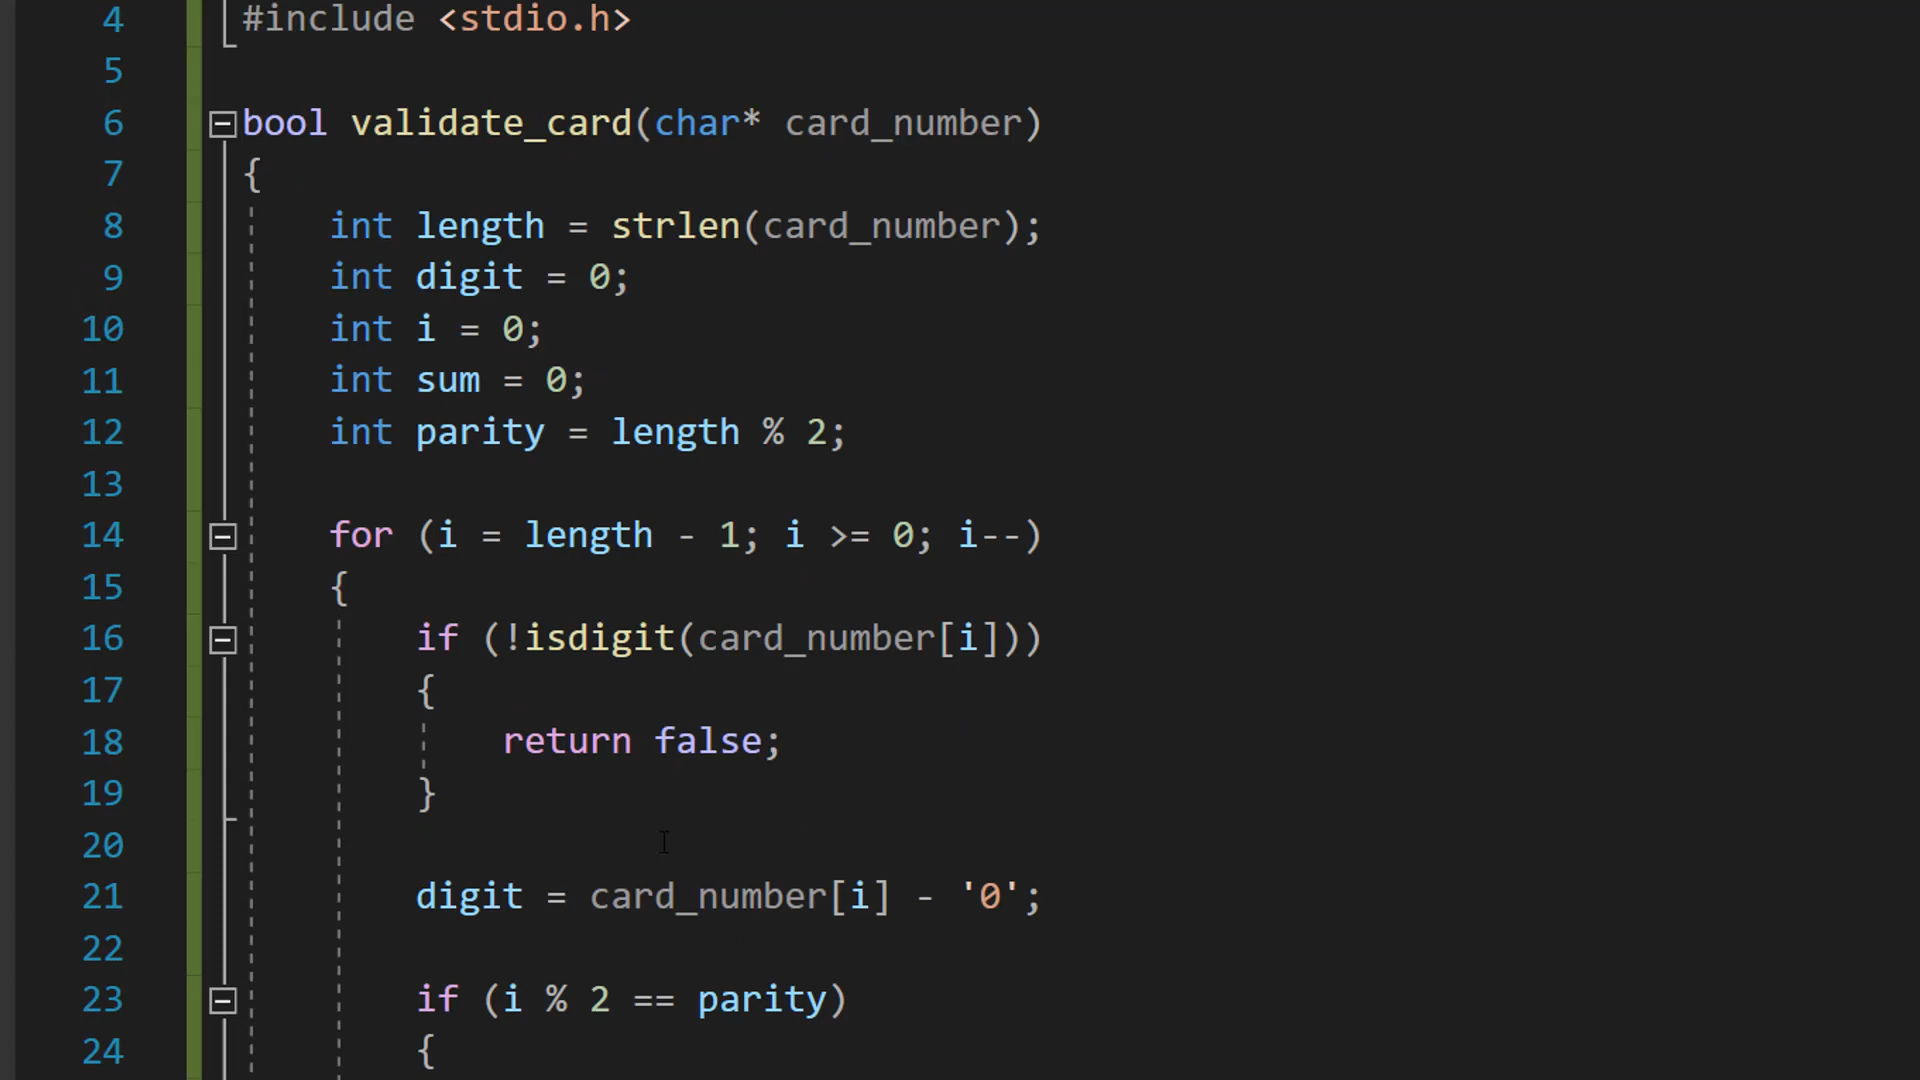 4 #include <stdio.h>
5
6 bool validate_card(char* card_number)
7 {
8 int length = strlen(card_number);
9 int digit = 0;
10 int i = 0;
11 int sum = 0;
12 int parity = length % 2;
13
14 for (i = length - 1; i >= 0; i--)
15 {
16 if (!isdigit(card_number[i]))
17 {
18 return false;
19 }
20
21 digit = card_number[i] - '0';
22
23 if (i % 2 == parity)
24 {